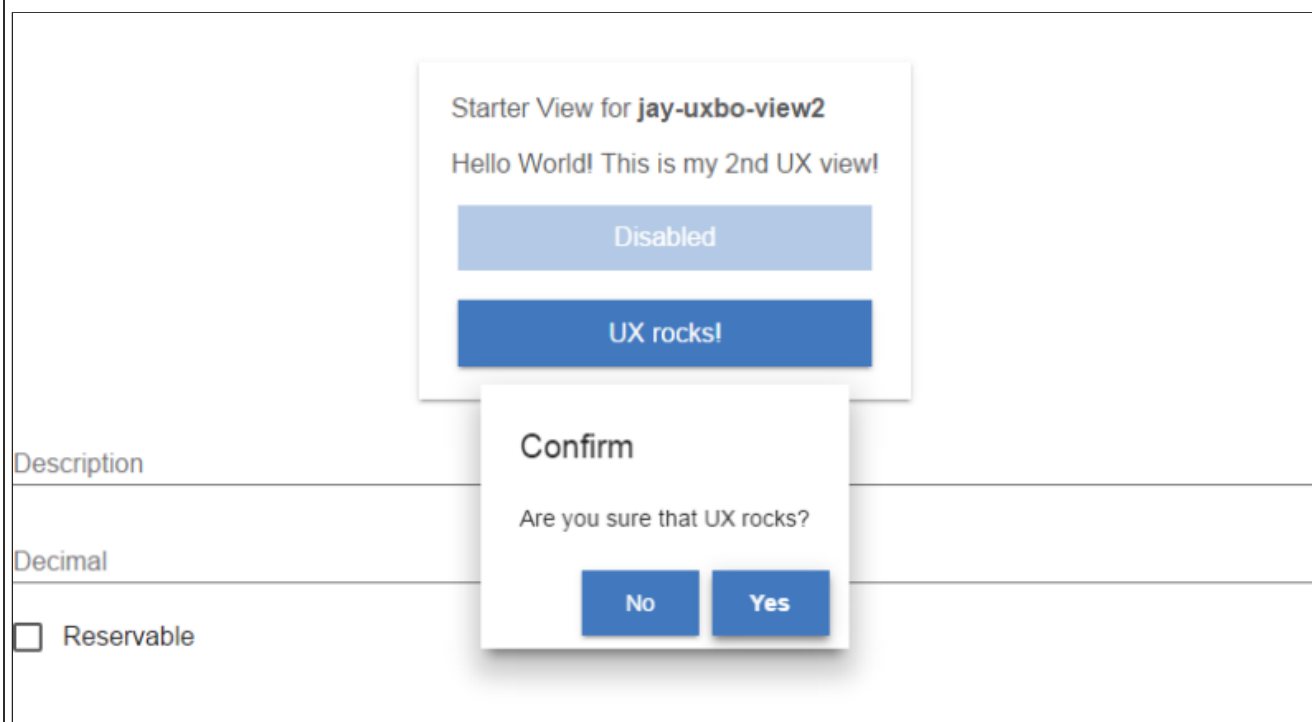 Starter View for jay-uxbo-view2
Hello World! This is my 2nd UX view!
Disabled
UX rocks!
Confirm
Description
Are you sure that UX rocks?
Decimal
No
Yes
Reservable